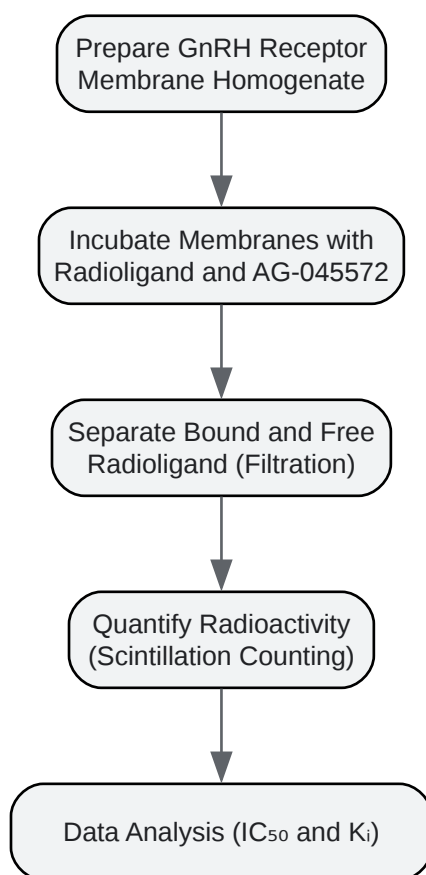 Prepare GnRH Receptor
Membrane Homogenate
Incubate Membranes with
Radioligand and AG-045572
Separate Bound and Free
Radioligand (Filtration)
Quantify Radioactivity
(Scintillation Counting)
Data Analysis (IC₅₀ and Kᵢ)